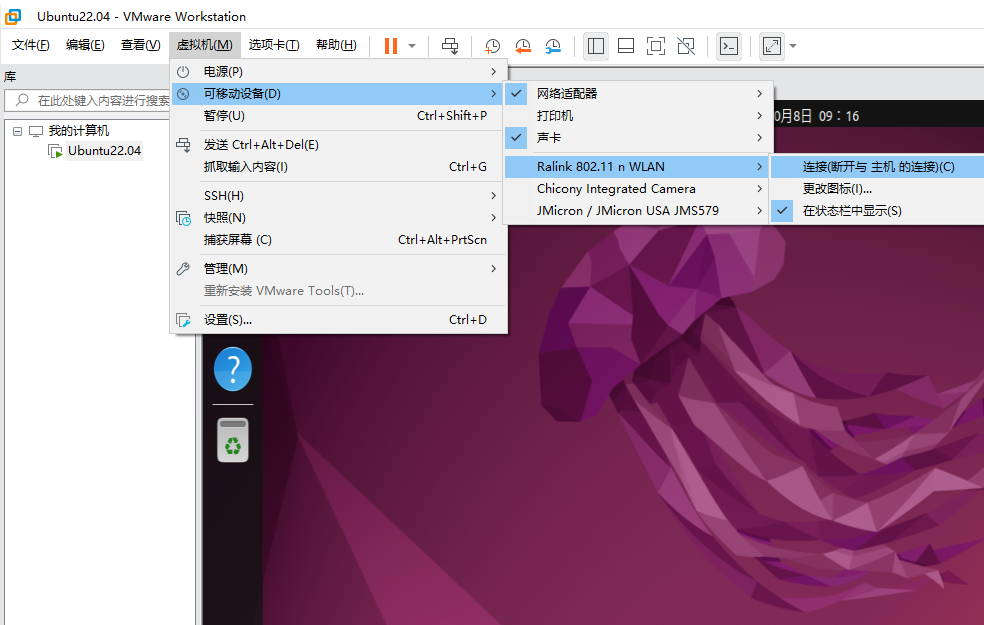 Ubuntu22.04 - VMware Workstation
文件(F) 编辑(E) 查看(V) 虚拟机(M) 选项卡(T) 帮助(H)
库
在此处键入内容进行搜索
我的计算机
Ubuntu22.04
电源(P)
可移动设备(D)
暂停(U) Ctrl+Shift+P
发送 Ctrl+Alt+Del(E)
抓取输入内容(I) Ctrl+G
SSH(H)
快照(N)
捕获屏幕 (C) Ctrl+Alt+PrtScn
管理(M)
重新安装 VMware Tools(T)...
设置(S)... Ctrl+D
网络适配器
打印机
声卡
Ralink 802.11 n WLAN
Chicony Integrated Camera
JMicron / JMicron USA JMS579
0月8日 09：16
连接(断开与 主机 的连接)(C)
更改图标(I)...
在状态栏中显示(S)